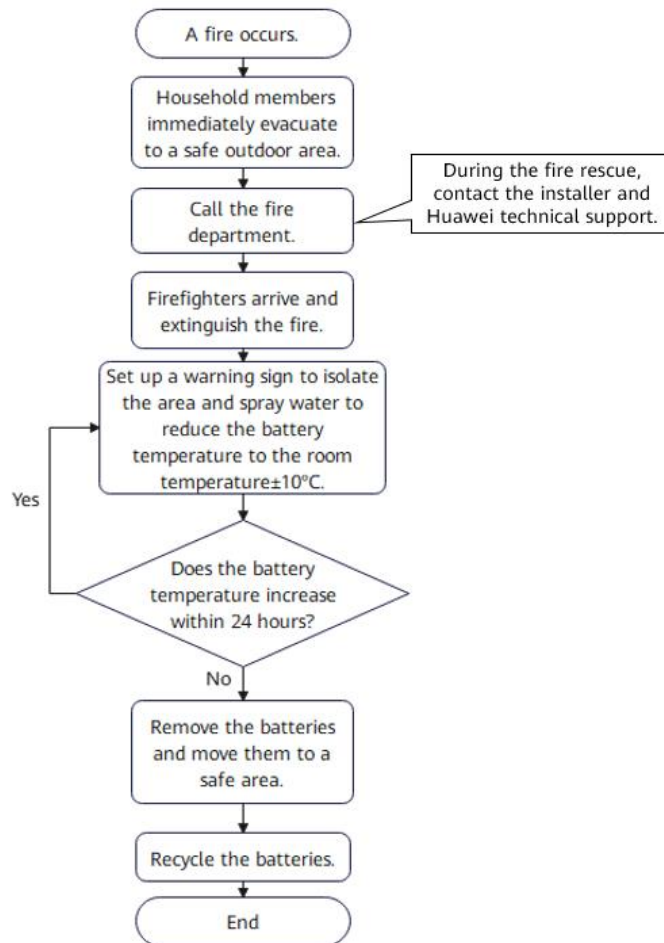 A fire occurs.
Household members
immediately evacuate
to a safe outdoor area.
During the fire rescue,
contact the installer and
Huawei technical support.
Call the fire
department.
Firefighters arrive and
extinguish the fire.
Set up a warning sign to isolate
the area and spray water to
reduce the battery
temperature to the room
temperature±10°C.
Yes
Does the battery
temperature increase
within 24 hours?
No
Remove the batteries
and move them to a
safe area.
Recycle the batteries.
End